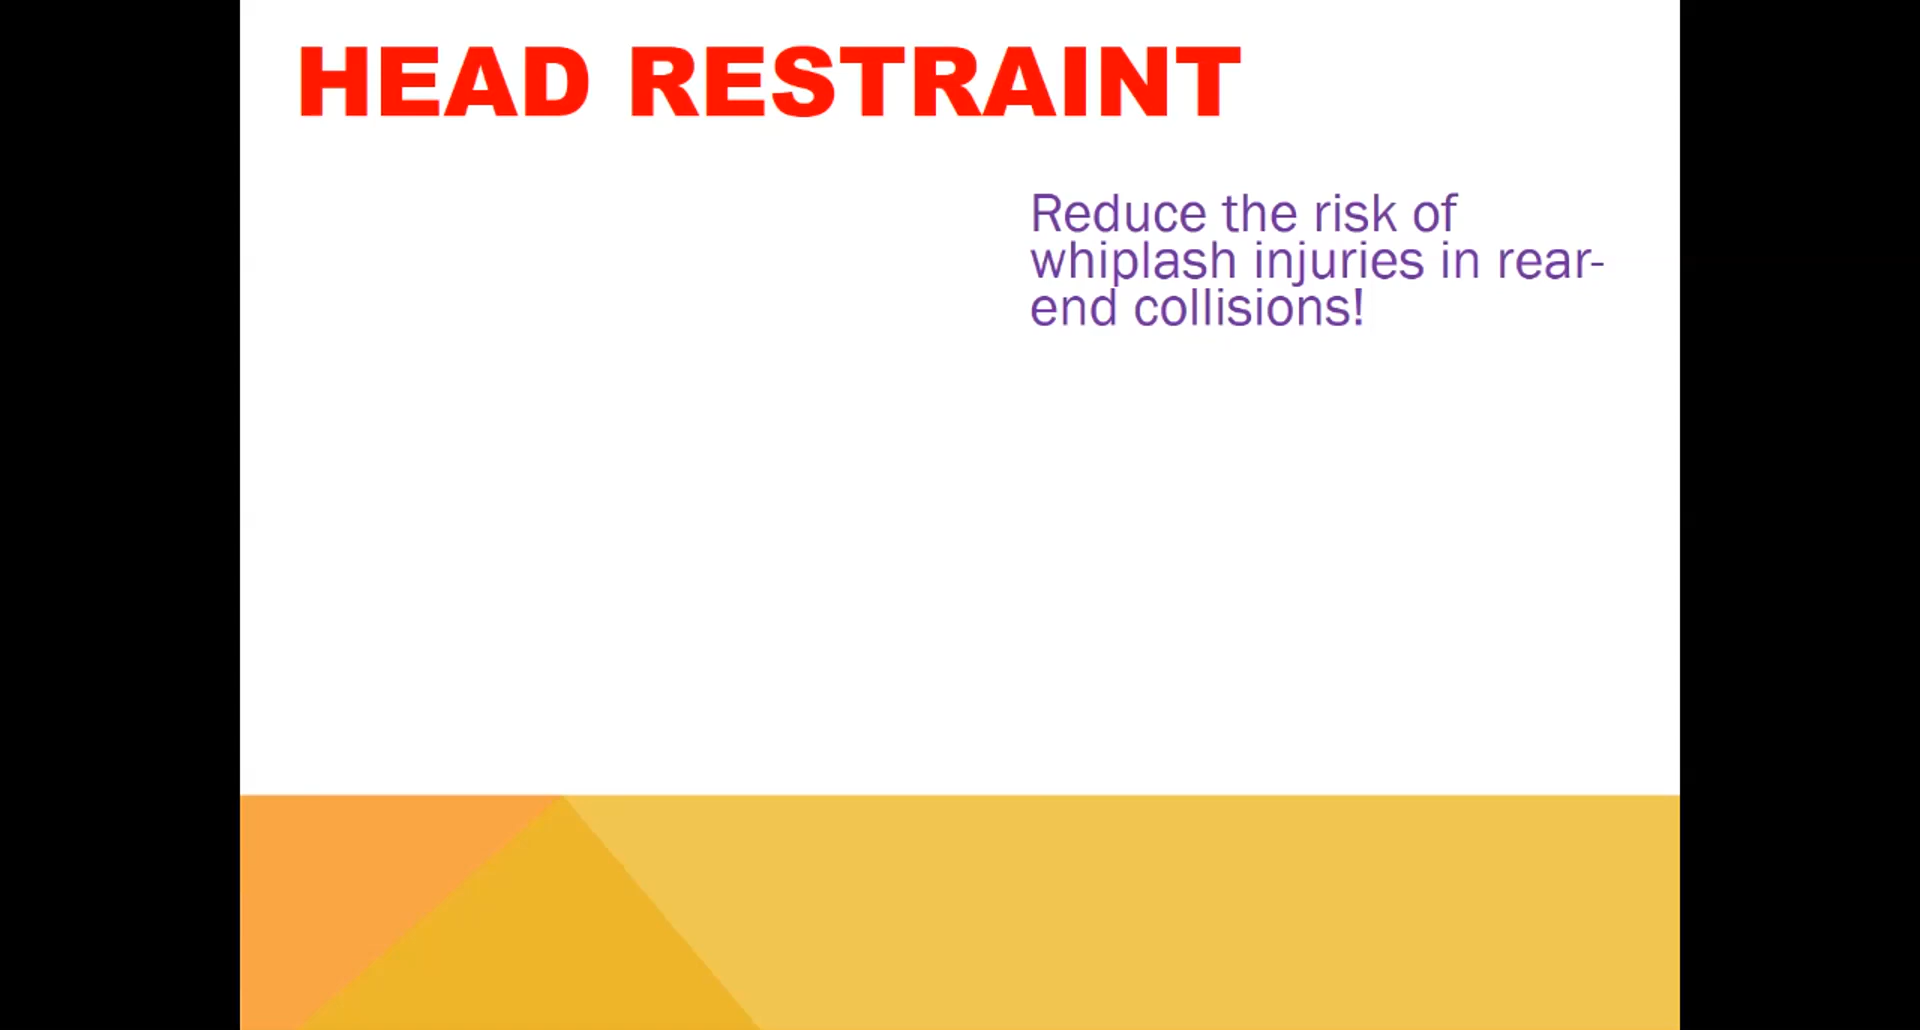 HEAD RESTRAINT
Reduce the risk of
whiplash injuries in rear-
end collisions!